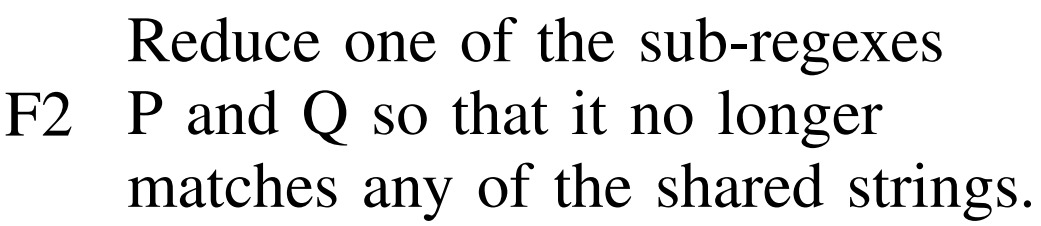 Reduce one of the sub-regexes
F2 P and Q so that it no longer
matches any of the shared strings.